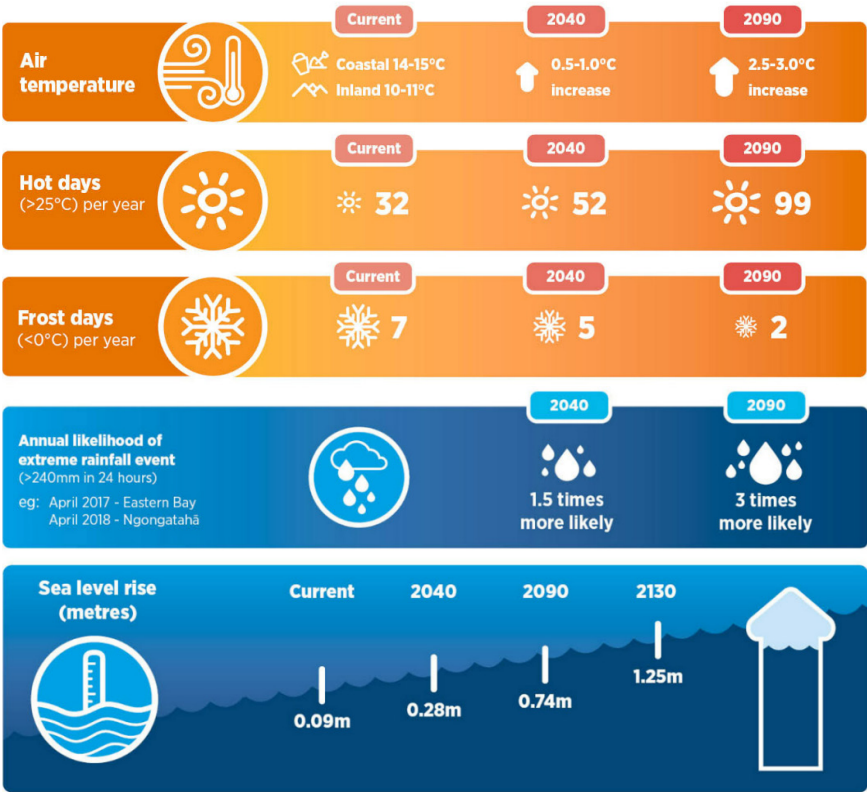 Current
2040
2090
Air
temperature
Coastal 14-15°C
Inland 10-11°C
0.5-1.0°C
increase
2.5-3.0°C
increase
Current
2040
2090
Hot days
(>25°C) per year
32
52
99
Current
2040
2090
Frost days
(<0°C) per year
7
5
2
2040
2090
Annual likelihood of
extreme rainfall event
(>240mm in 24 hours)
eg: April 2017 - Eastern Bay
April 2018 - Ngongatahā
1.5 times
more likely
3 times
more likely
Sea level rise
(metres)
Current
2040
2090
2130
0.09m
0.28m
0.74m
1.25m